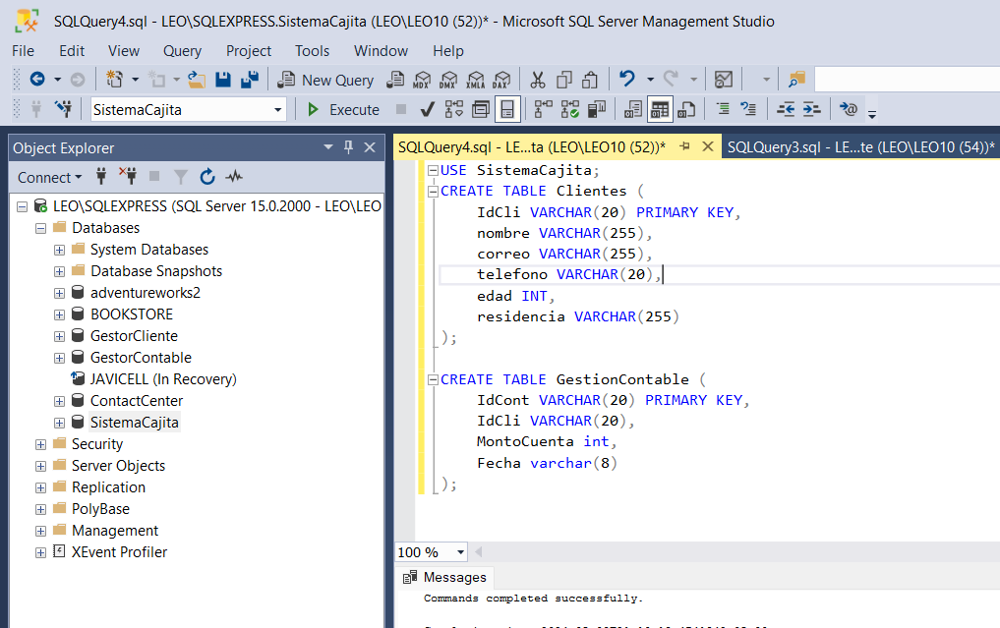 SQLQuery4.sql - LEO\SQLEXPRESS.SistemaCajita (LEO\LEO10 (52))* - Microsoft SQL Server Management Studio
File Edit View Query Project Tools Window Help
New Query MDX DMX XMLA DAX
SistemaCajita Execute
Object Explorer
Connect
LEO\SQLEXPRESS (SQL Server 15.0.2000 - LEO\LEO
Databases
System Databases
Database Snapshots
adventureworks2
BOOKSTORE
GestorCliente
GestorContable
JAVICELL (In Recovery)
ContactCenter
SistemaCajita
Security
Server Objects
Replication
PolyBase
Management
XEvent Profiler
SQLQuery4.sql - LE...ta (LEO\LEO10 (52))* SQLQuery3.sql - LE...te (LEO\LEO10 (54))*
USE SistemaCajita;
CREATE TABLE Clientes (
IdCli VARCHAR(20) PRIMARY KEY,
nombre VARCHAR(255),
correo VARCHAR(255),
telefono VARCHAR(20),
edad INT,
residencia VARCHAR(255)
);
CREATE TABLE GestionContable (
IdCont VARCHAR(20) PRIMARY KEY,
IdCli VARCHAR(20),
MontoCuenta int,
Fecha varchar(8)
);
100 %
Messages
Commands completed successfully.